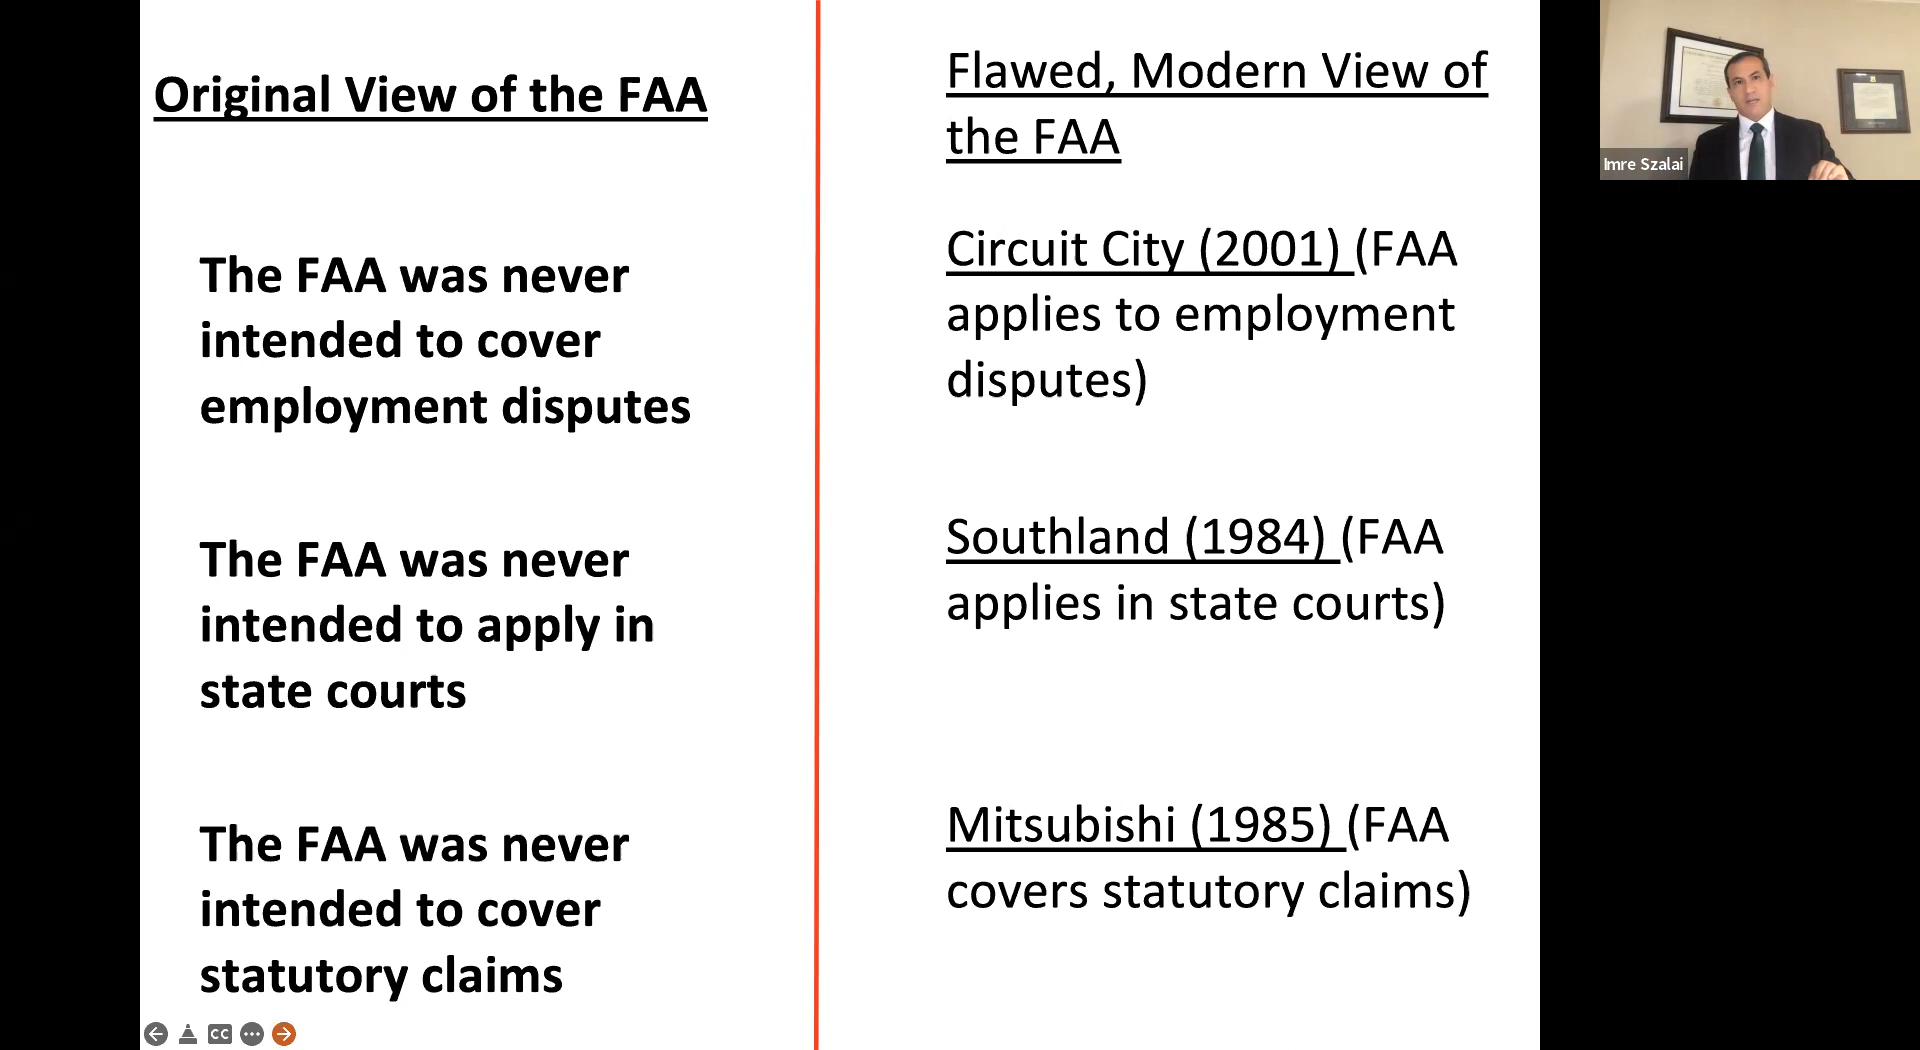 Original View of the FAA
The FAA was never
intended to cover
employment disputes
The FAA was never
intended to apply in
state courts
The FAA was never
intended to cover
statutory claims
Flawed, Modern View of
the FAA
Circuit City (2001) (FAA
applies to employment
disputes)
Southland (1984) (FAA
applies in state courts)
Mitsubishi (1985) (FAA
covers statutory claims)
Imre Szalai
CC